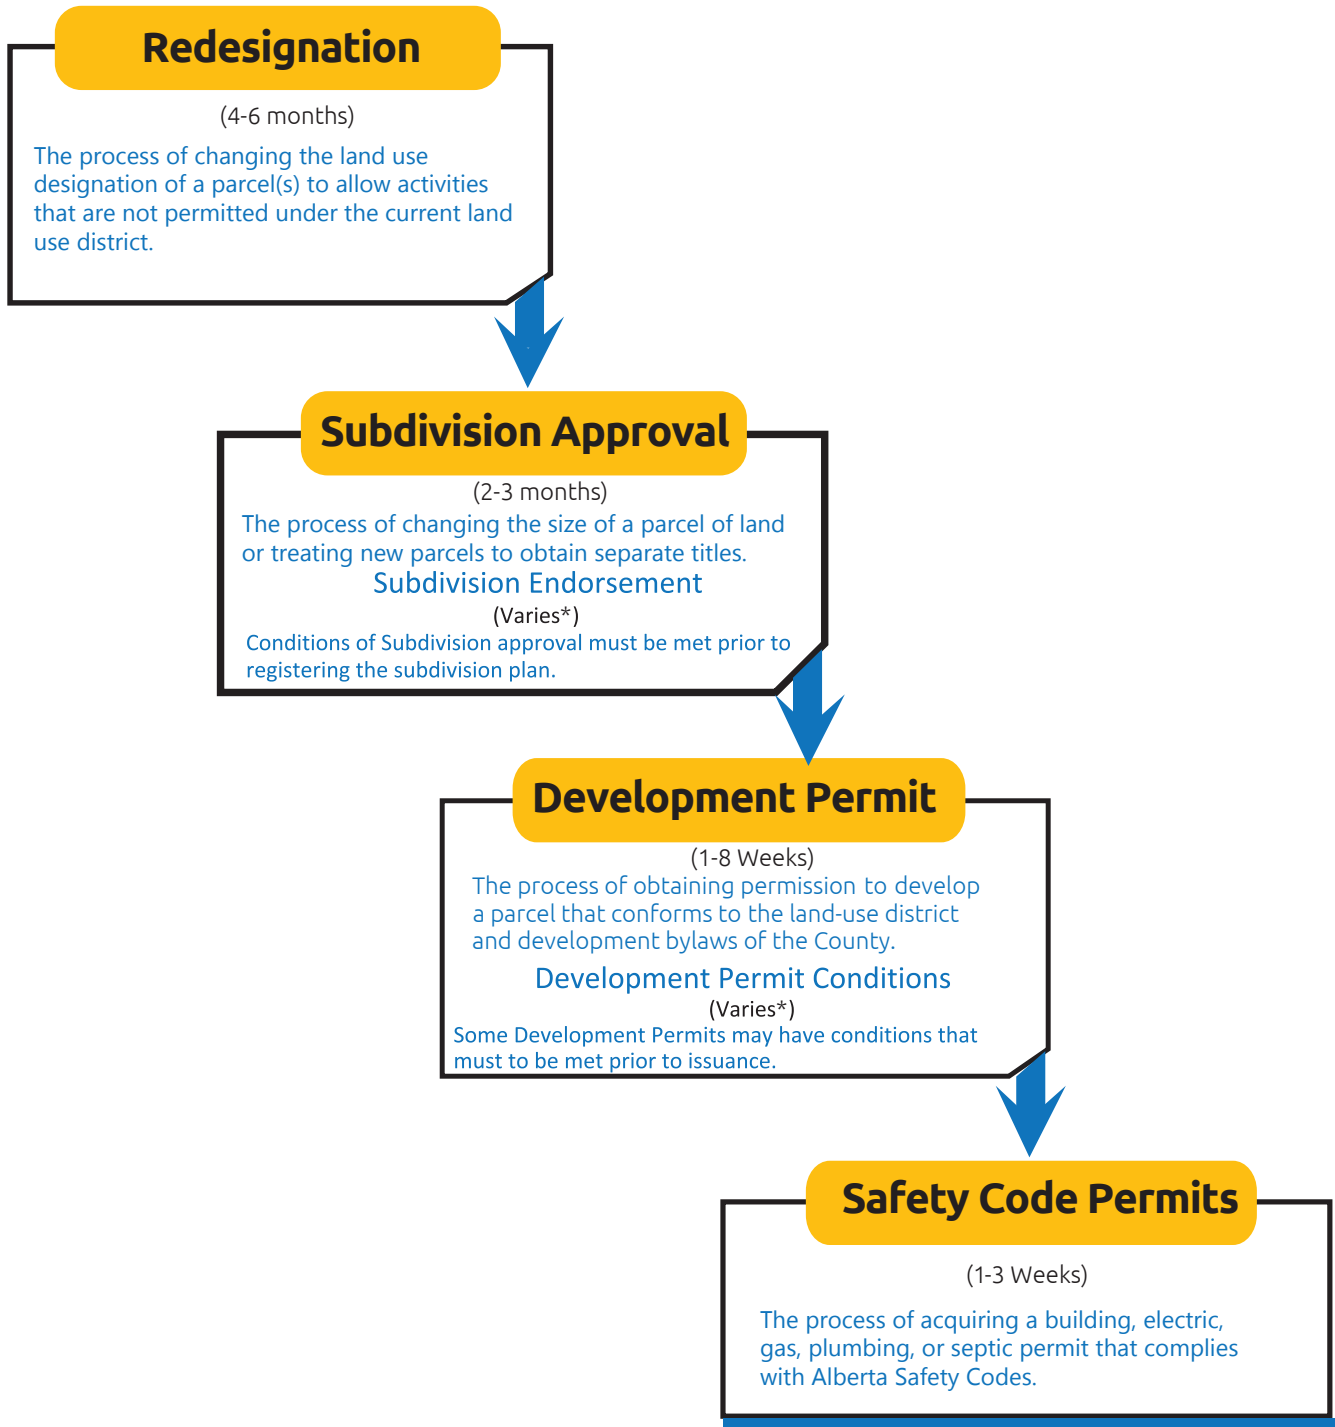 Redesignation
(4-6 months)
The process of changing the land use
designation of a parcel(s) to allow activities
that are not permitted under the current land
use district.
Subdivision Approval
(2-3 months)
The process of changing the size of a parcel of land
or treating new parcels to obtain separate titles.
Subdivision Endorsement
(Varies*)
Conditions of Subdivision approval must be met prior to
registering the subdivision plan.
Development Permit
(1-8 Weeks)
The process of obtaining permission to develop
a parcel that conforms to the land-use district
and development bylaws of the County.
Development Permit Conditions
(Varies*)
Some Development Permits may have conditions that
must to be met prior to issuance.
Safety Code Permits
(1-3 Weeks)
The process of acquiring a building, electric,
gas, plumbing, or septic permit that complies
with Alberta Safety Codes.